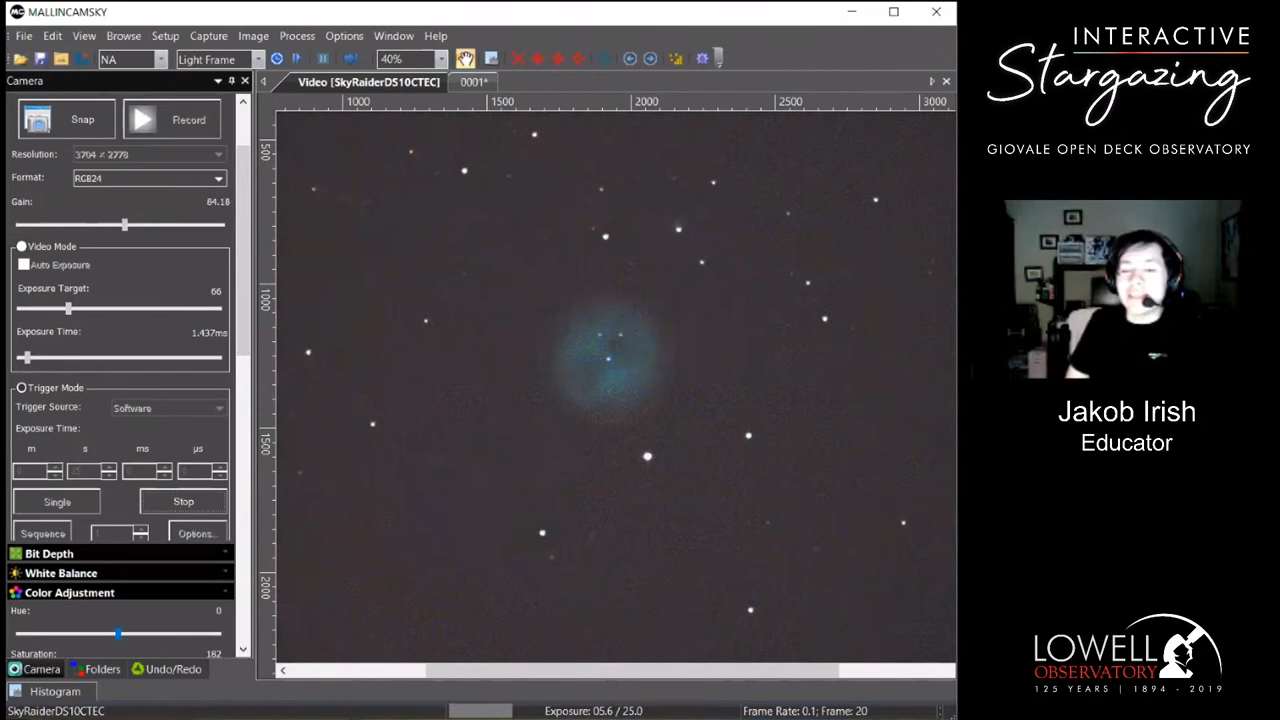 MALLINCAMSKY
File Edit View Browse Setup Capture Image Process Options Window Help
NA Light Frame 40%
Camera
Video [SkyRaiderDS10CTEC] 0001*
1000 1500 2000 2500 3000
500
1000
1500
2000
Snap Record
Resolution: 3704 × 2778
Format: RGB24
Gain: 84.18
Video Mode
Auto Exposure
Exposure Target: 66
Exposure Time: 1.437ms
Trigger Mode
Trigger Source: Software
Exposure Time:
m s ms µs
0 15 0 0
Single Stop
Sequence 1 Options...
Bit Depth
White Balance
Color Adjustment
Hue: 0
Saturation: 182
Camera Folders Undo/Redo
Histogram
SkyRaiderDS10CTEC Exposure: 05.6 / 25.0 Frame Rate: 0.1; Frame: 20
INTERACTIVE
Stargazing
GIOVALE OPEN DECK OBSERVATORY
Jakob Irish
Educator
LOWELL
OBSERVATORY
125 YEARS | 1894 - 2019